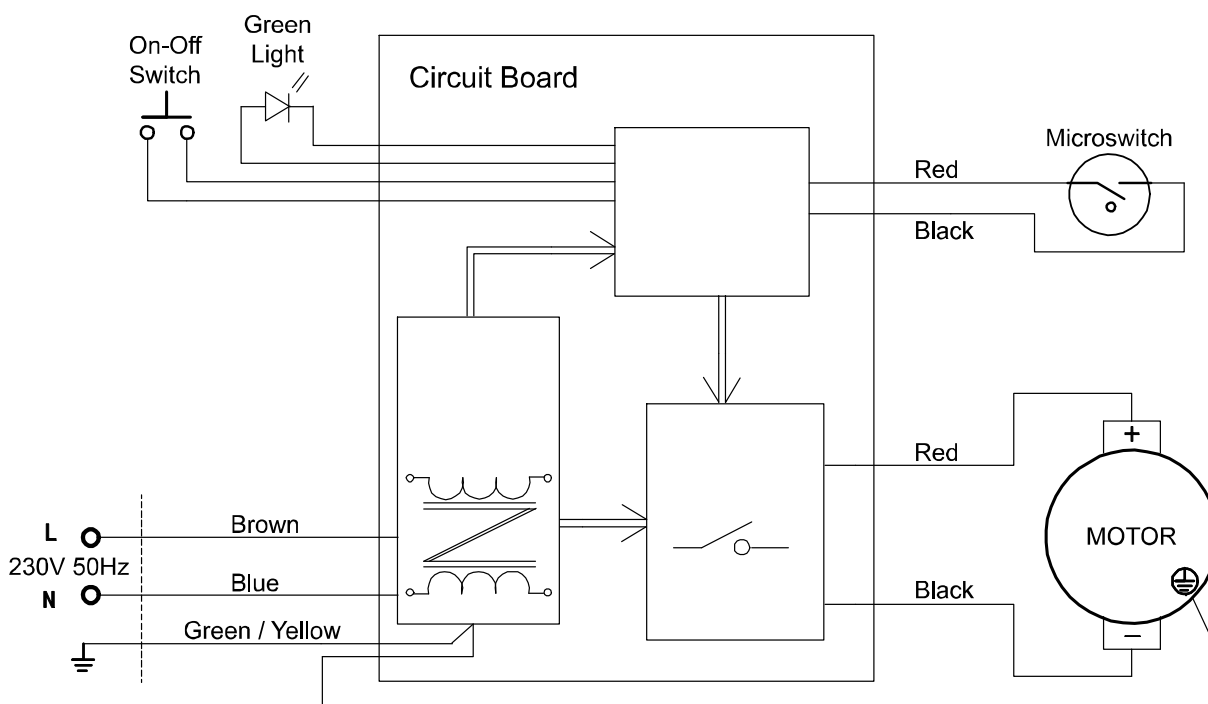 Green
Light
On-Off
Switch
Circuit Board
Microswitch
Red
Black
Red
+
MOTOR
L
Brown
230V 50Hz
N
Blue
Black
Green / Yellow
−